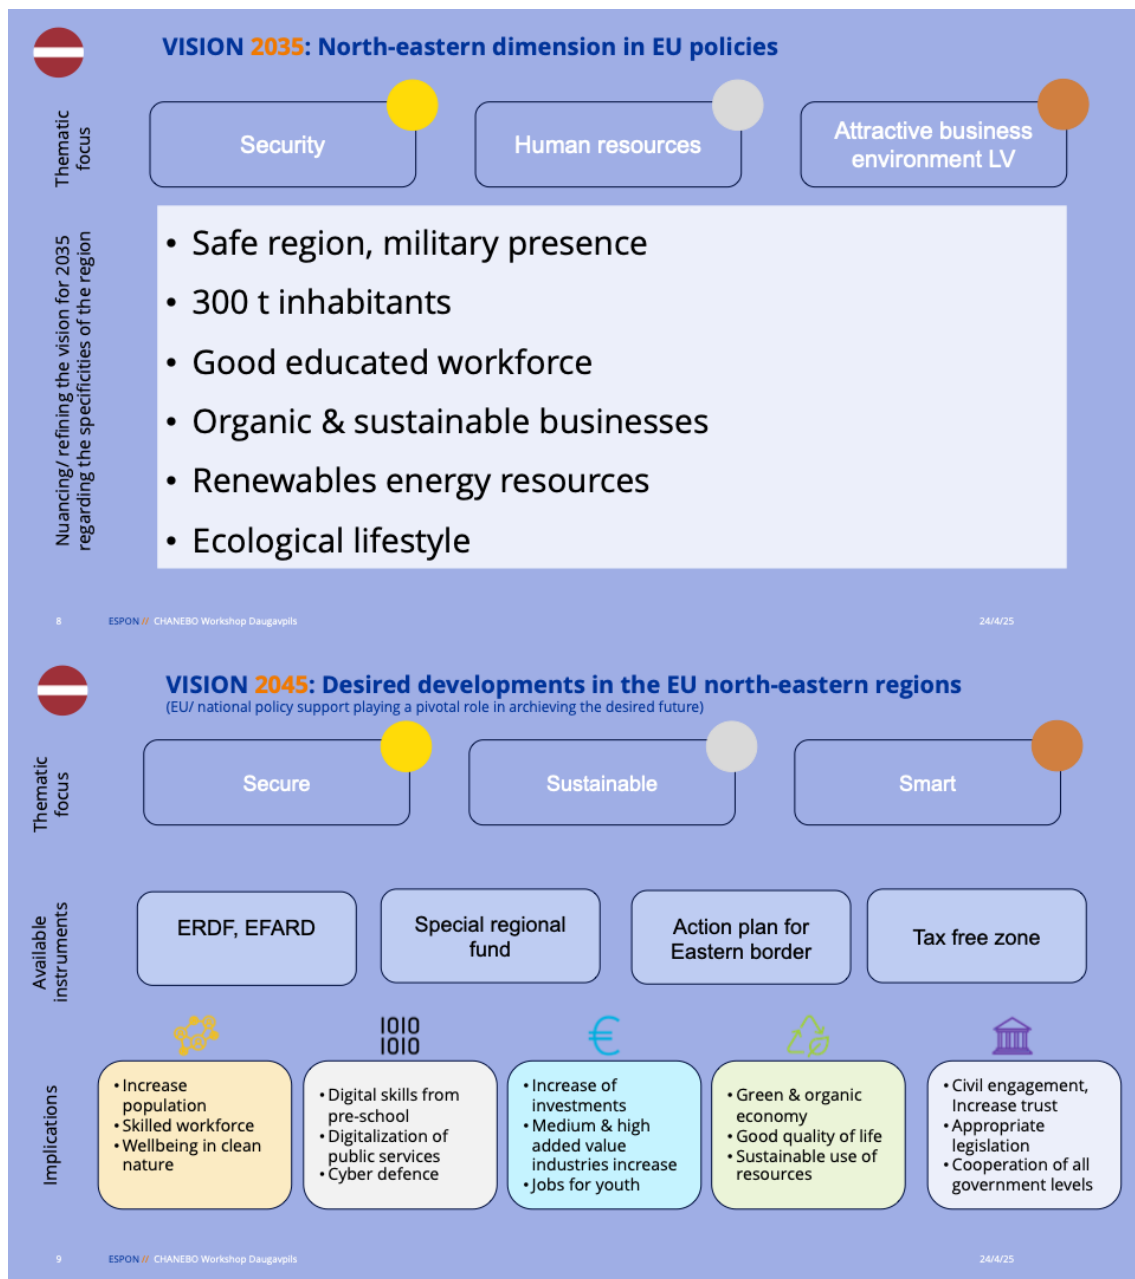 VISION 2035: North-eastern dimension in EU policies
Thematic
focus
Security
Human resources
Attractive business
environment LV
Nuancing/ refining the vision for 2035
regarding the specificities of the region
• Safe region, military presence
• 300 t inhabitants
• Good educated workforce
• Organic & sustainable businesses
• Renewables energy resources
• Ecological lifestyle
8
ESPON // CHANEBO Workshop Daugavpils
24/4/25
VISION 2045: Desired developments in the EU north-eastern regions
(EU/ national policy support playing a pivotal role in archieving the desired future)
Thematic
focus
Secure
Sustainable
Smart
Available
instruments
ERDF, EFARD
Special regional
fund
Action plan for
Eastern border
Tax free zone
Implications
• Increase
population
• Skilled workforce
• Wellbeing in clean
nature
1010
1010
• Digital skills from
pre-school
• Digitalization of
public services
• Cyber defence
€
• Increase of
investments
• Medium & high
added value
industries increase
• Jobs for youth
• Green & organic
economy
• Good quality of life
• Sustainable use of
resources
• Civil engagement,
Increase trust
• Appropriate
legislation
• Cooperation of all
government levels
9
ESPON // CHANEBO Workshop Daugavpils
24/4/25